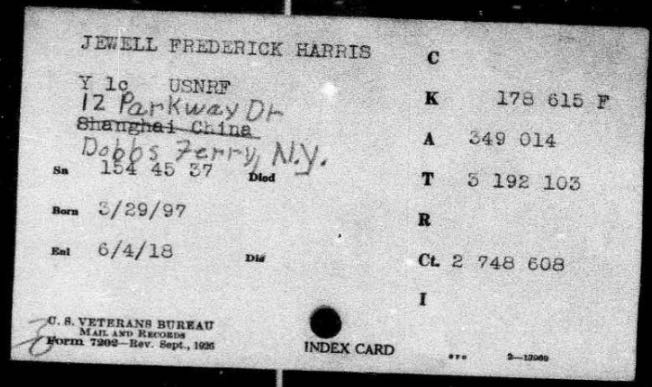 JEWELL FREDERICK HARRIS
C
Y 1c USNRF
K 178 615 F
12 Parkway Dr
Shanghai China
A 349 014
Dobbs Ferry, N.Y.
Sn 154 45 37 Died
T 3 192 103
Born 3/29/97
R
Enl 6/4/18 Dis
Ct. 2 748 608
I
U. S. VETERANS BUREAU
MAIL AND RECORDS
Form 7202—Rev. Sept., 1926
INDEX CARD
GPO